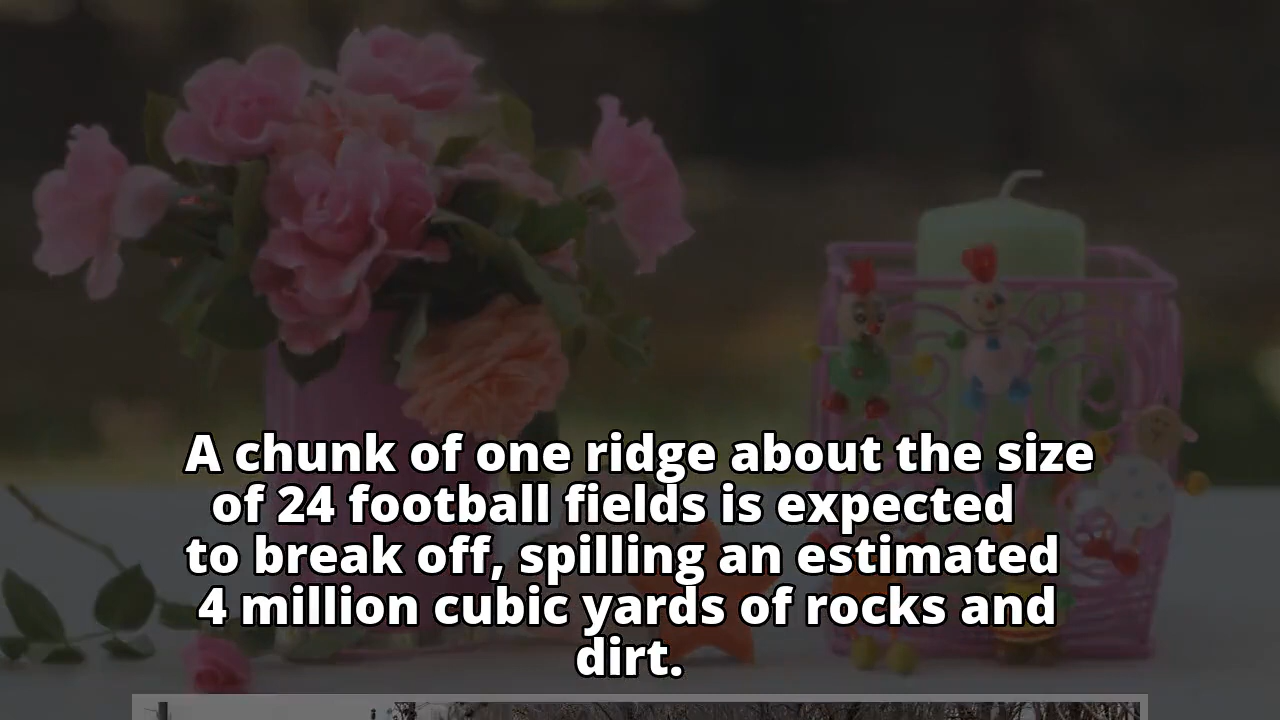 A chunk of one ridge about the size
of 24 football fields is expected
to break off, spilling an estimated
4 million cubic yards of rocks and
dirt.